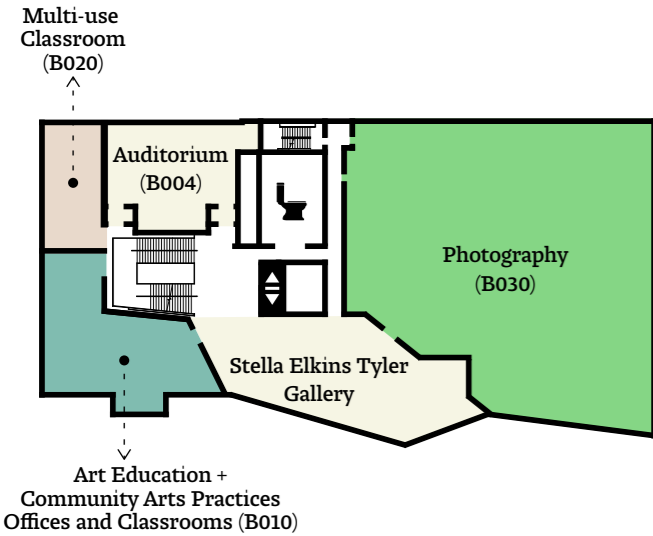 Multi-use
Classroom
(B020)
Auditorium
(B004)
Photography
(B030)
Stella Elkins Tyler
Gallery
Art Education +
Community Arts Practices
Offices and Classrooms (B010)